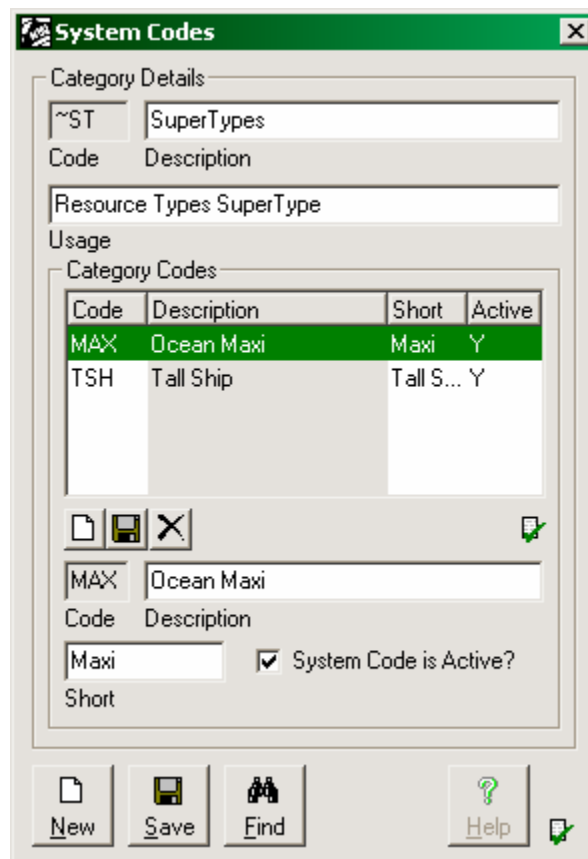 System Codes
Category Details
~ST SuperTypes
Code Description
Resource Types SuperType
Usage
Category Codes
Code Description Short Active
MAX Ocean Maxi Maxi Y
TSH Tall Ship Tall S... Y
MAX Ocean Maxi
Code Description
Maxi System Code is Active?
Short
New Save Find Help